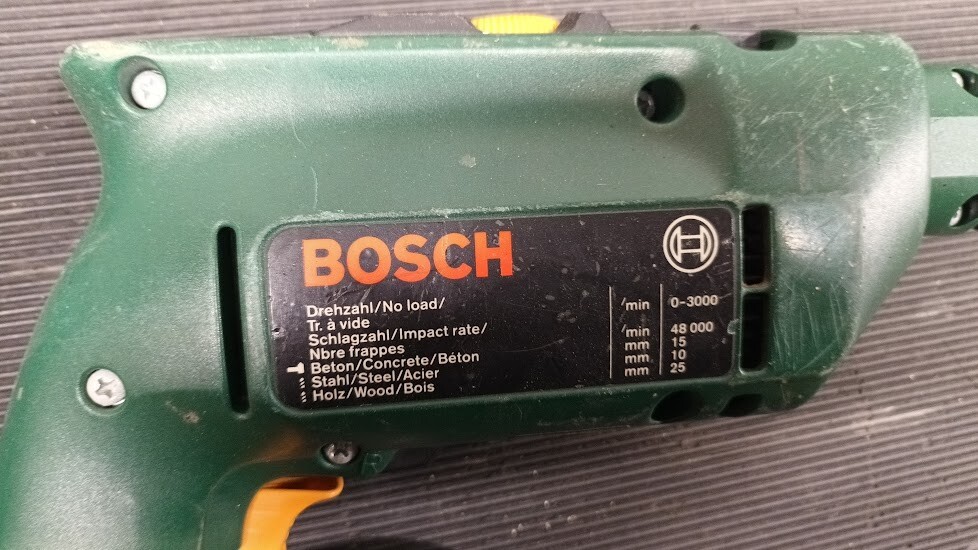 BOSCH
Drehzahl/No load/ /min 0-3000
Tr. à vide
Schlagzahl/Impact rate/ /min 48 000
Nbre frappes mm 15
Beton/Concrete/Béton mm 10
Stahl/Steel/Acier mm 25
Holz/Wood/Bois
R